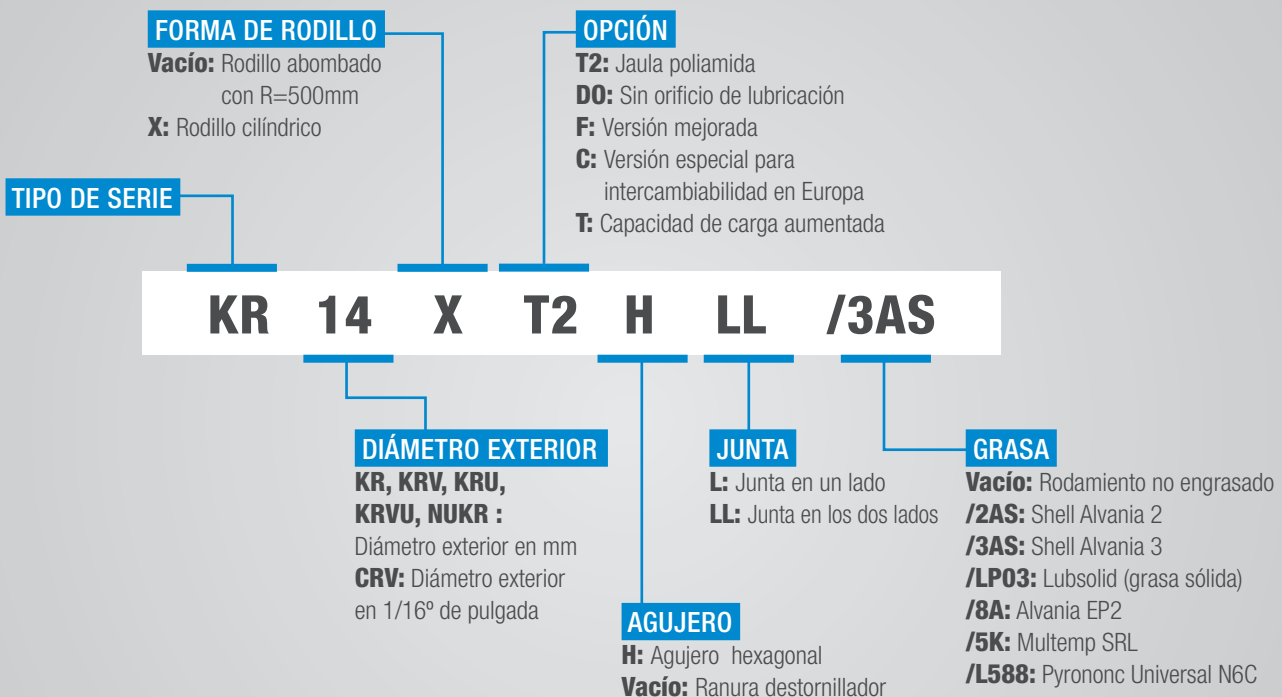 FORMA DE RODILLO
Vacío: Rodillo abombado
con R=500mm
X: Rodillo cilíndrico
OPCIÓN
T2: Jaula poliamida
DO: Sin orificio de lubricación
F: Versión mejorada
C: Versión especial para
intercambiabilidad en Europa
T: Capacidad de carga aumentada
TIPO DE SERIE
KR 14 X T2 H LL /3AS
DIÁMETRO EXTERIOR
KR, KRV, KRU,
KRVU, NUKR :
Diámetro exterior en mm
CRV: Diámetro exterior
en 1/16º de pulgada
AGUJERO
H: Agujero hexagonal
Vacío: Ranura destornillador
JUNTA
L: Junta en un lado
LL: Junta en los dos lados
GRASA
Vacío: Rodamiento no engrasado
/2AS: Shell Alvania 2
/3AS: Shell Alvania 3
/LP03: Lubsolid (grasa sólida)
/8A: Alvania EP2
/5K: Multemp SRL
/L588: Pyrononc Universal N6C